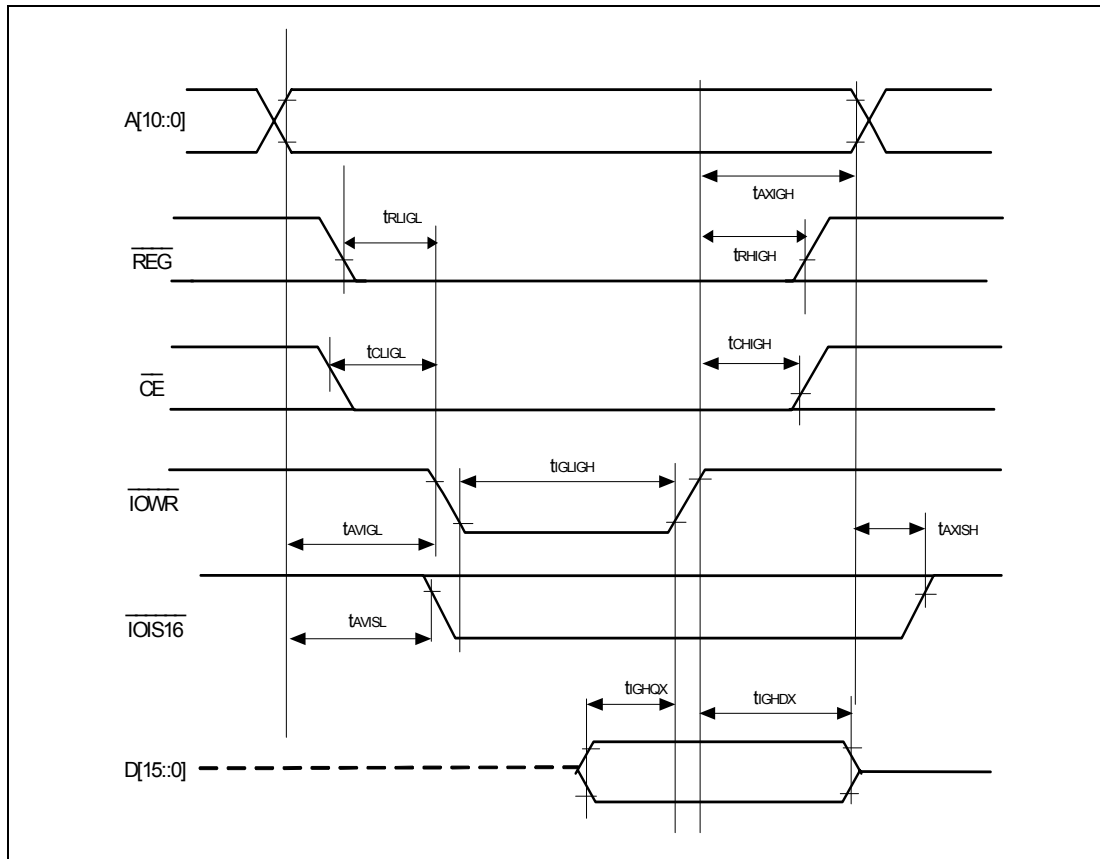 A[10::0]
tAXIGH
tRLIGL
REG
tRHIGH
tCLIGL
tCHIGH
CE
tIGLIGH
IOWR
tAXISH
tAVIGL
IOIS16
tAVISL
tIGHQX
tIGHDX
D[15::0]